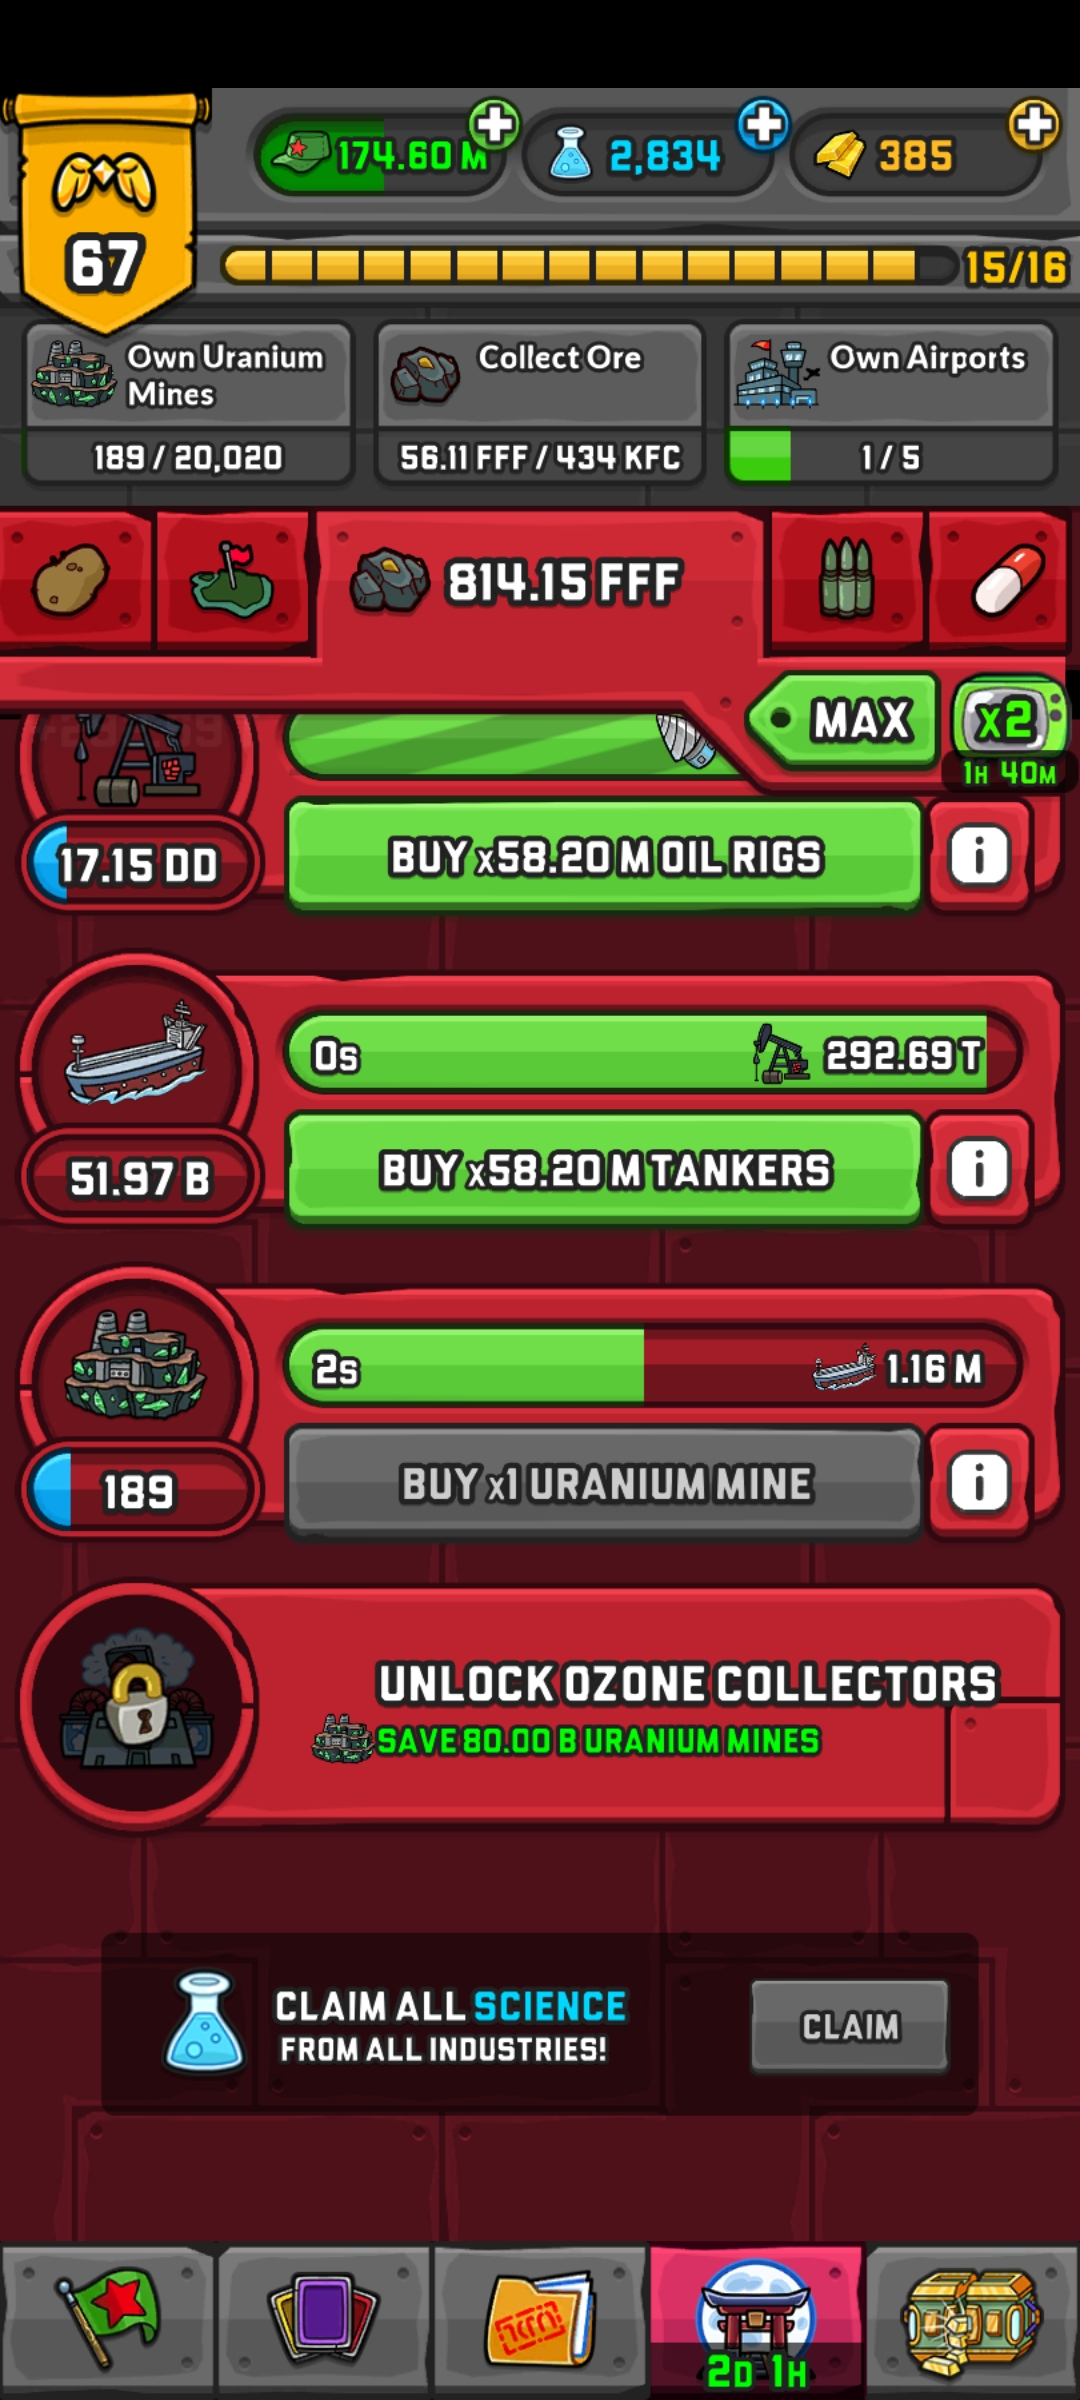 174.60 M
2,834
385
67
15/16
Own Uranium
Mines
189 / 20,020
Collect Ore
56.11 FFF / 434 KFC
Own Airports
1 / 5
814.15 FFF
MAX
X2
1H 40M
17.15 DD
BUY x58.20 M OIL RIGS
i
0s
292.69 T
51.97 B
BUY x58.20 M TANKERS
i
2s
1.16 M
189
BUY x1 URANIUM MINE
i
UNLOCK OZONE COLLECTORS
SAVE 80.00 B URANIUM MINES
CLAIM ALL SCIENCE
FROM ALL INDUSTRIES!
CLAIM
2D 1H